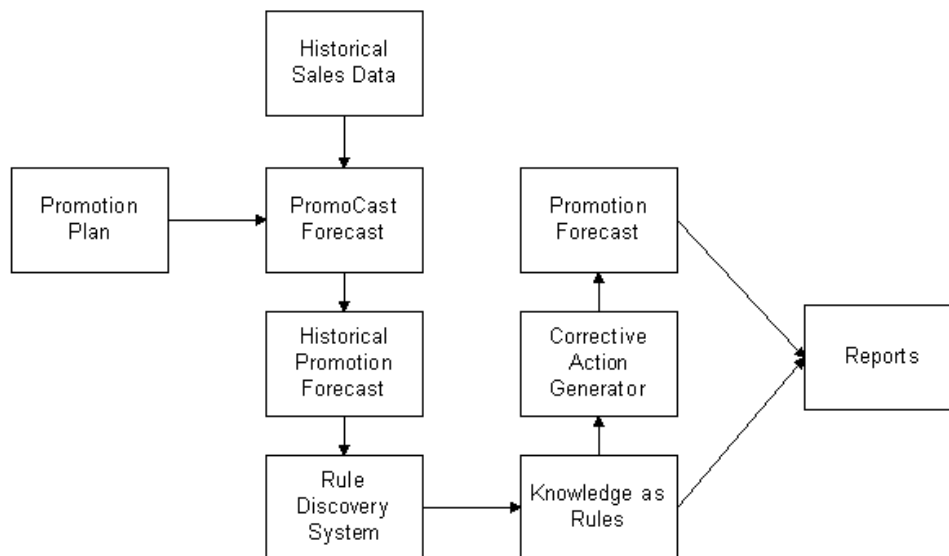 Historical
Sales Data
Promotion
Plan
PromoCast
Forecast
Promotion
Forecast
Historical
Promotion
Forecast
Corrective
Action
Generator
Reports
Rule
Discovery
System
Knowledge as
Rules